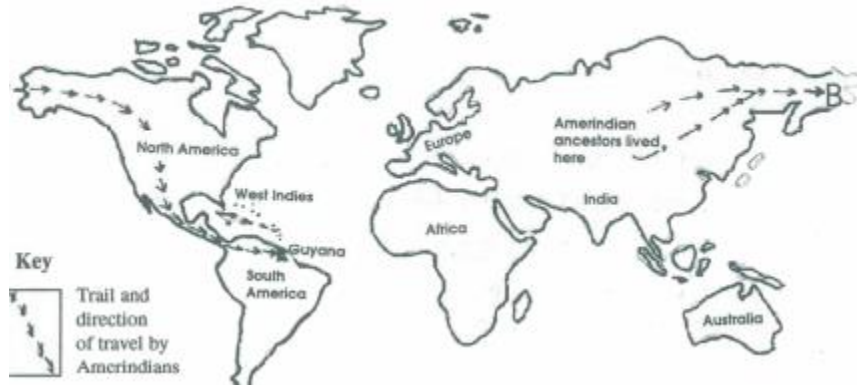 B
Amerindian
ancestors lived
here
Europe
North America
West Indies
India
Africa
Guyana
Key
South
America
Trail and
direction
of travel by
Amerindians
Australia